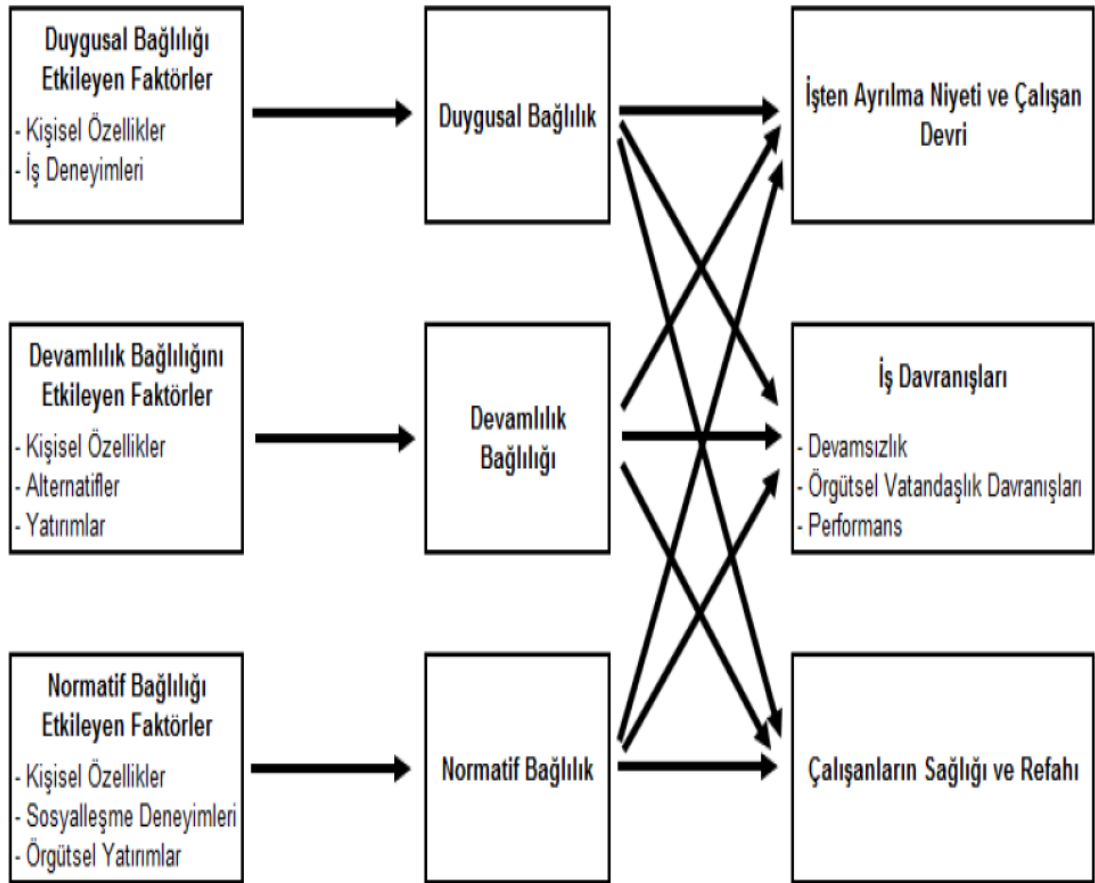 Duygusal Bağlılığı
Etkileyen Faktörler
- Kişisel Özellikler
- İş Deneyimleri
Duygusal Bağlılık
İşten Ayrılma Niyeti ve Çalışan
Devri
Devamlılık Bağlılığını
Etkileyen Faktörler
- Kişisel Özellikler
- Alternatifler
- Yatırımlar
Devamlılık
Bağlılığı
İş Davranışları
- Devamsızlık
- Örgütsel Vatandaşlık Davranışları
- Performans
Normatif Bağlılığı
Etkileyen Faktörler
- Kişisel Özellikler
- Sosyalleşme Deneyimleri
- Örgütsel Yatırımlar
Normatif Bağlılık
Çalışanların Sağlığı ve Refahı